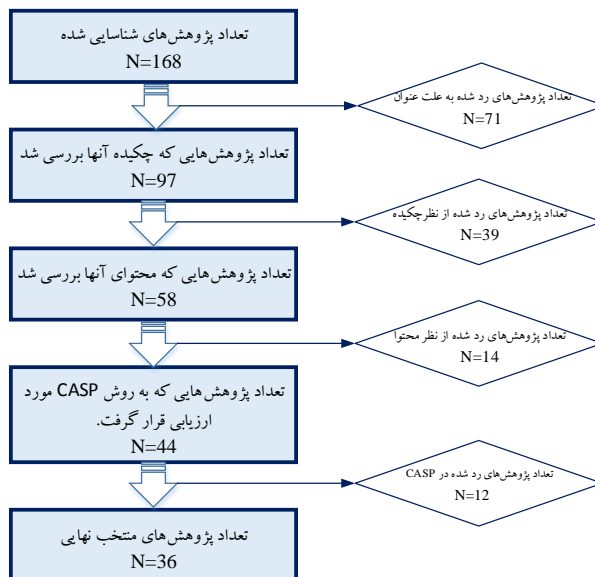 تعداد پژوهش‌های شناسایی شده
N=168
تعداد پژوهش‌های رد شده به علت عنوان
N=71
تعداد پژوهش‌هایی که چکیده آنها بررسی شد
N=97
تعداد پژوهش‌های رد شده از نظرچکیده
N=39
تعداد پژوهش‌هایی که محتوای آنها بررسی شد
N=58
تعداد پژوهش‌های رد شده از نظر محتوا
N=14
تعداد پژوهش‌هایی که به روش CASP مورد
ارزیابی قرار گرفت.
N=44
تعداد پژوهش‌های رد شده در CASP
N=12
تعداد پژوهش‌های منتخب نهایی
N=36